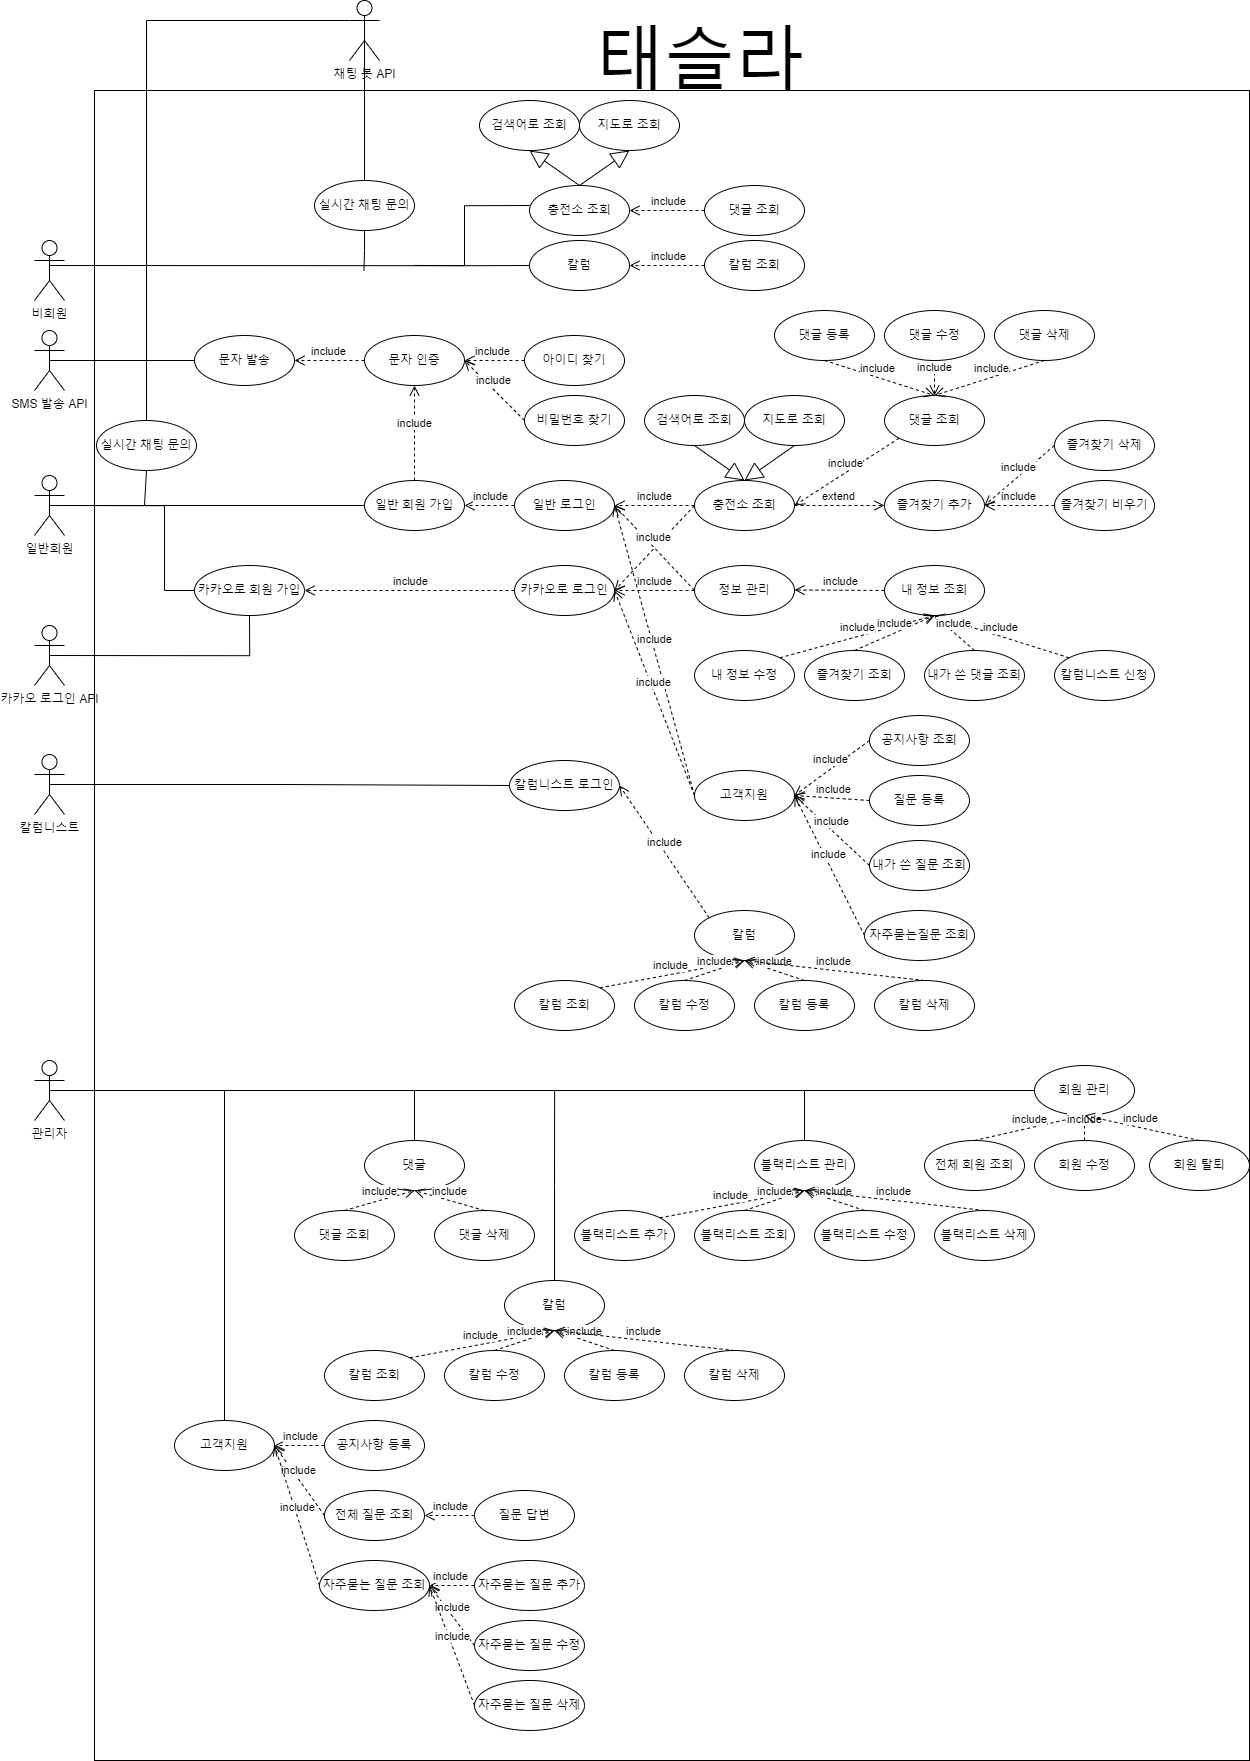 태슬라
채팅 봇 API
검색어로 조회
지도로 조회
실시간 채팅 문의
충전소 조회
include
댓글 조회
칼럼
include
칼럼 조회
비회원
댓글 등록
댓글 수정
댓글 삭제
문자 발송
include
문자 인증
include
아이디 찾기
include
include
include
include
SMS 발송 API
비밀번호 찾기
검색어로 조회
지도로 조회
댓글 조회
include
실시간 채팅 문의
include
include
즐겨찾기 삭제
일반 회원 가입
include
일반 로그인
include
충전소 조회
extend
즐겨찾기 추가
include
즐겨찾기 비우기
일반회원
include
카카오로 회원 가입
include
카카오로 로그인
include
정보 관리
include
내 정보 조회
include
include
include
include
include
내 정보 수정
즐겨찾기 조회
내가 쓴 댓글 조회
칼럼니스트 신청
include
카카오 로그인 API
공지사항 조회
include
칼럼니스트 로그인
고객지원
include
질문 등록
칼럼니스트
include
include
include
내가 쓴 질문 조회
칼럼
자주묻는질문 조회
include
include
include
include
칼럼 조회
칼럼 수정
칼럼 등록
칼럼 삭제
회원 관리
관리자
include
include
include
댓글
블랙리스트 관리
전체 회원 조회
회원 수정
회원 탈퇴
include
include
include
include
include
include
댓글 조회
댓글 삭제
블랙리스트 추가
블랙리스트 조회
블랙리스트 수정
블랙리스트 삭제
칼럼
include
include
include
include
칼럼 조회
칼럼 수정
칼럼 등록
칼럼 삭제
고객지원
include
공지사항 등록
include
include
전체 질문 조회
include
질문 답변
자주묻는 질문 조회
include
자주묻는 질문 추가
include
include
자주묻는 질문 수정
자주묻는 질문 삭제